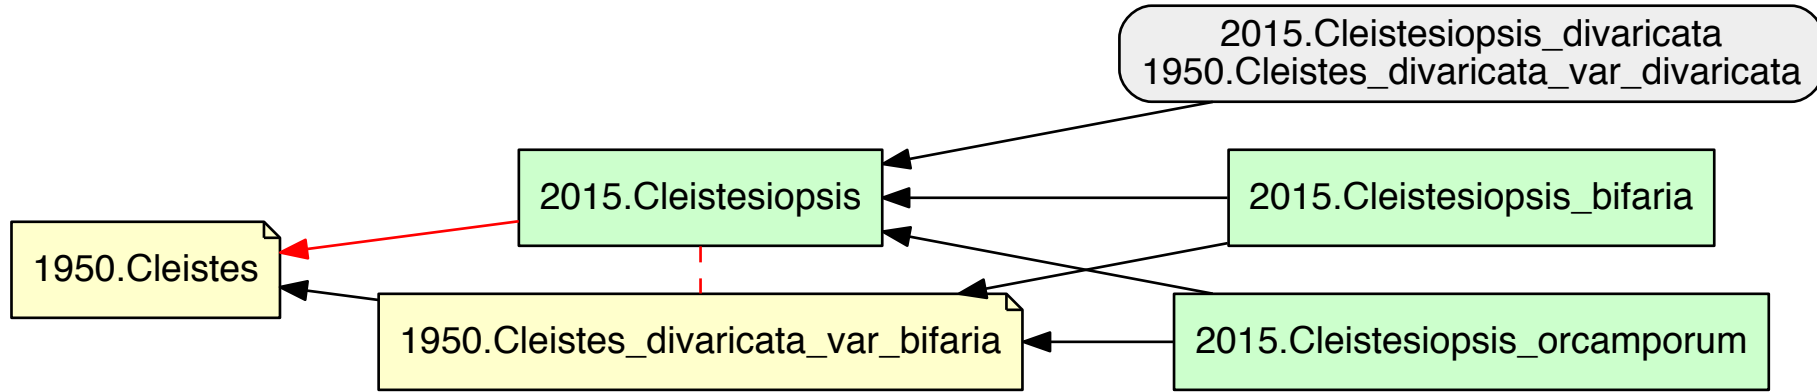 2015.Cleistesiopsis_divaricata
1950.Cleistes_divaricata_var_divaricata
2015.Cleistesiopsis
2015.Cleistesiopsis_bifaria
1950.Cleistes
1950.Cleistes_divaricata_var_bifaria
2015.Cleistesiopsis_orcamporum